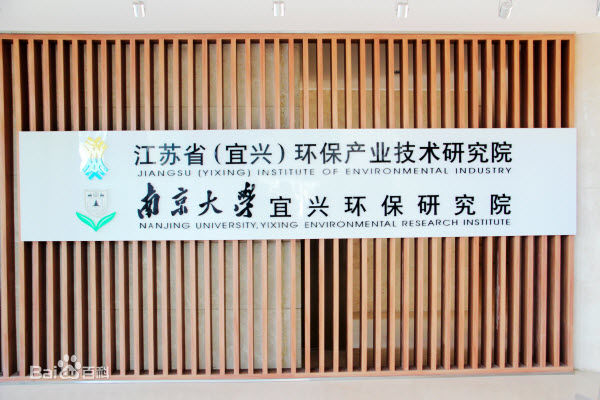 江苏省（宜兴）环保产业技术研究院
JIANGSU (YIXING) INSTITUTE OF ENVIRONMENTAL INDUSTRY
南京大学 宜兴环保研究院
NANJING UNIVERSITY,YIXING ENVIRONMENTAL RESEARCH INSTITUTE
Bai百科